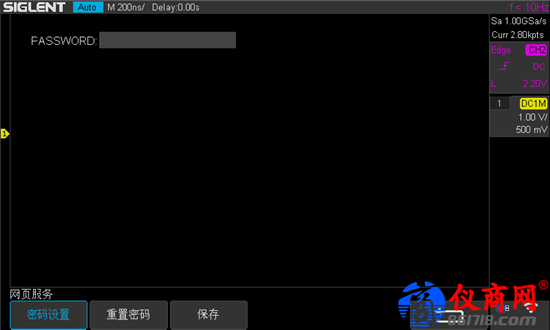 SIGLENT Auto M 200ns/ Delay:0.00s f < 10Hz
Sa 1.00GSa/s
Curr 2.80kpts
PASSWORD:
Edge CH2
DC
L 2.20V
1 DC1M
1.00 V/
500 mV
1
网页服务
密码设置 重置密码 保存
仪商网®
861718.com